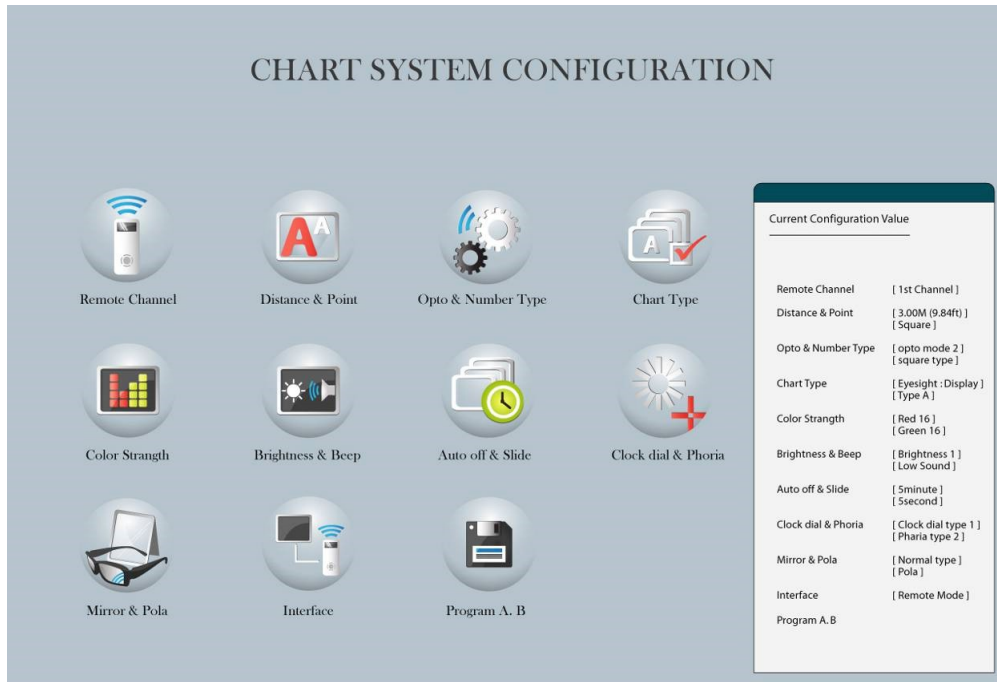 CHART SYSTEM CONFIGURATION
Remote Channel
Distance & Point
Opto & Number Type
Chart Type
Color Strangth
Brightness & Beep
Auto off & Slide
Clock dial & Phoria
Mirror & Pola
Interface
Program A. B
Current Configuration Value
Remote Channel [ 1st Channel ]
Distance & Point [ 3.00M (9.84ft) ]
[ Square ]
Opto & Number Type [ opto mode 2 ]
[ square type ]
Chart Type [ Eyesight : Display ]
[ Type A ]
Color Strangth [ Red 16 ]
[ Green 16 ]
Brightness & Beep [ Brightness 1 ]
[ Low Sound ]
Auto off & Slide [ 5minute ]
[ 5second ]
Clock dial & Phoria [ Clock dial type 1 ]
[ Pharia type 2 ]
Mirror & Pola [ Normal type ]
[ Pola ]
Interface [ Remote Mode ]
Program A. B